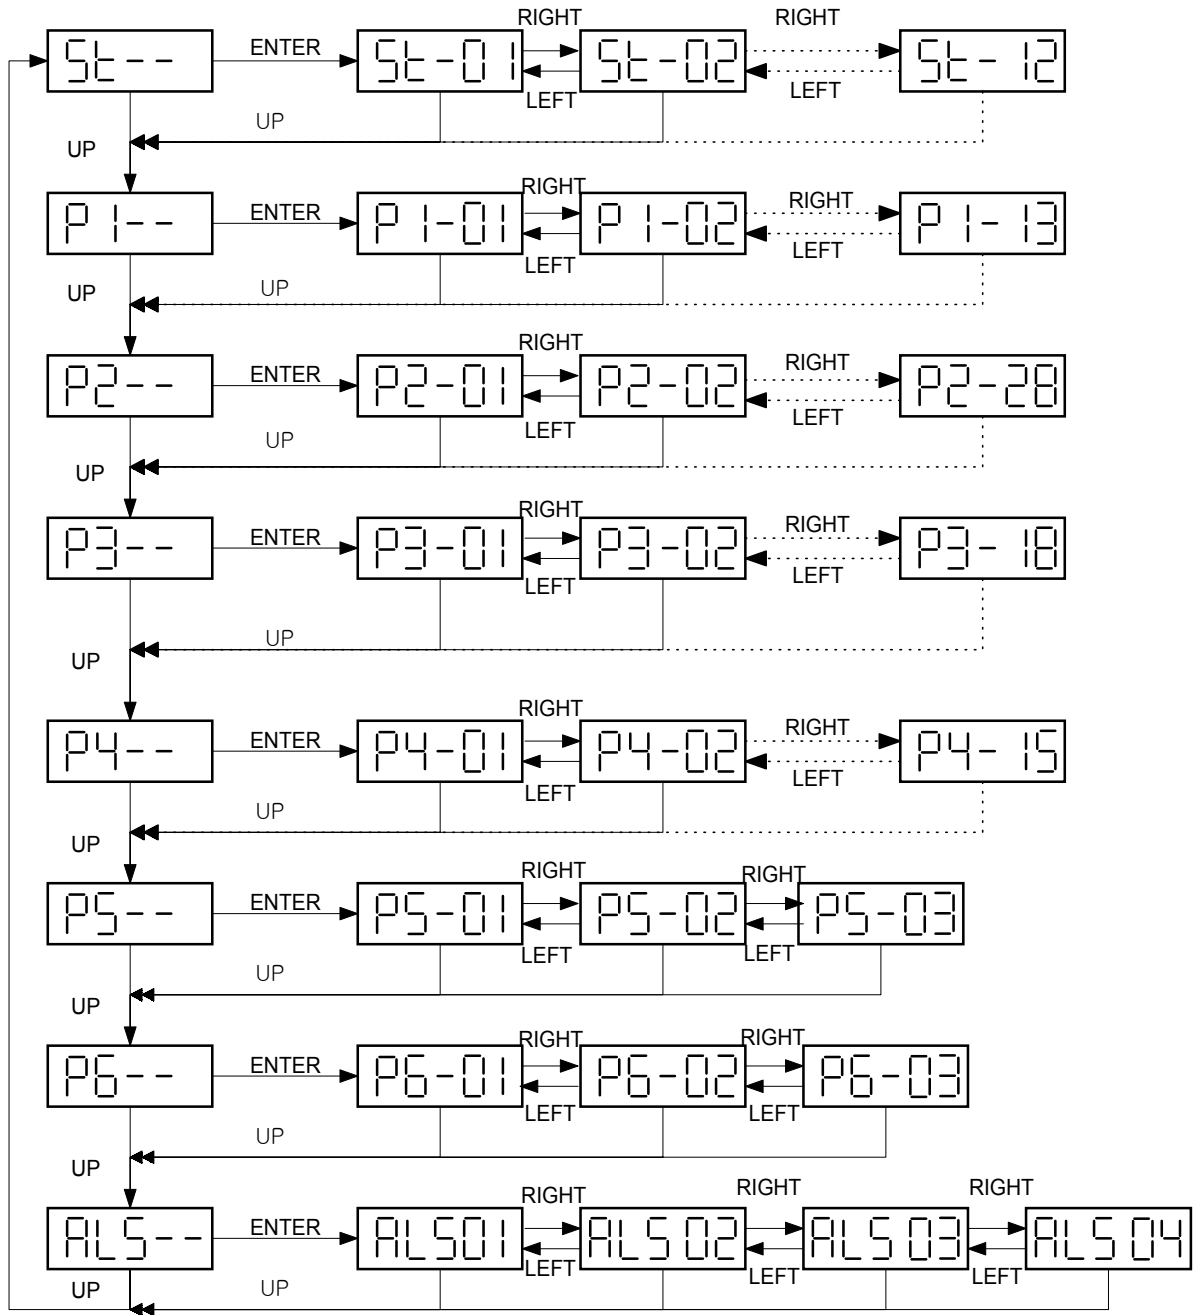 RIGHT RIGHT
St-- ENTER St-01 St-02 St-12
LEFT LEFT
UP UP
RIGHT RIGHT
P1-- ENTER P1-01 P1-02 P1-13
LEFT LEFT
UP UP
RIGHT RIGHT
P2-- ENTER P2-01 P2-02 P2-28
LEFT LEFT
UP UP
RIGHT RIGHT
P3-- ENTER P3-01 P3-02 P3-18
LEFT LEFT
UP UP
RIGHT RIGHT
P4-- ENTER P4-01 P4-02 P4-15
LEFT LEFT
UP UP
RIGHT RIGHT
P5-- ENTER P5-01 P5-02 P5-03
LEFT LEFT
UP UP
RIGHT RIGHT
P6-- ENTER P6-01 P6-02 P6-03
LEFT LEFT
UP UP
RIGHT RIGHT RIGHT
ALS-- ENTER ALS01 ALS02 ALS03 ALS04
LEFT LEFT LEFT
UP UP